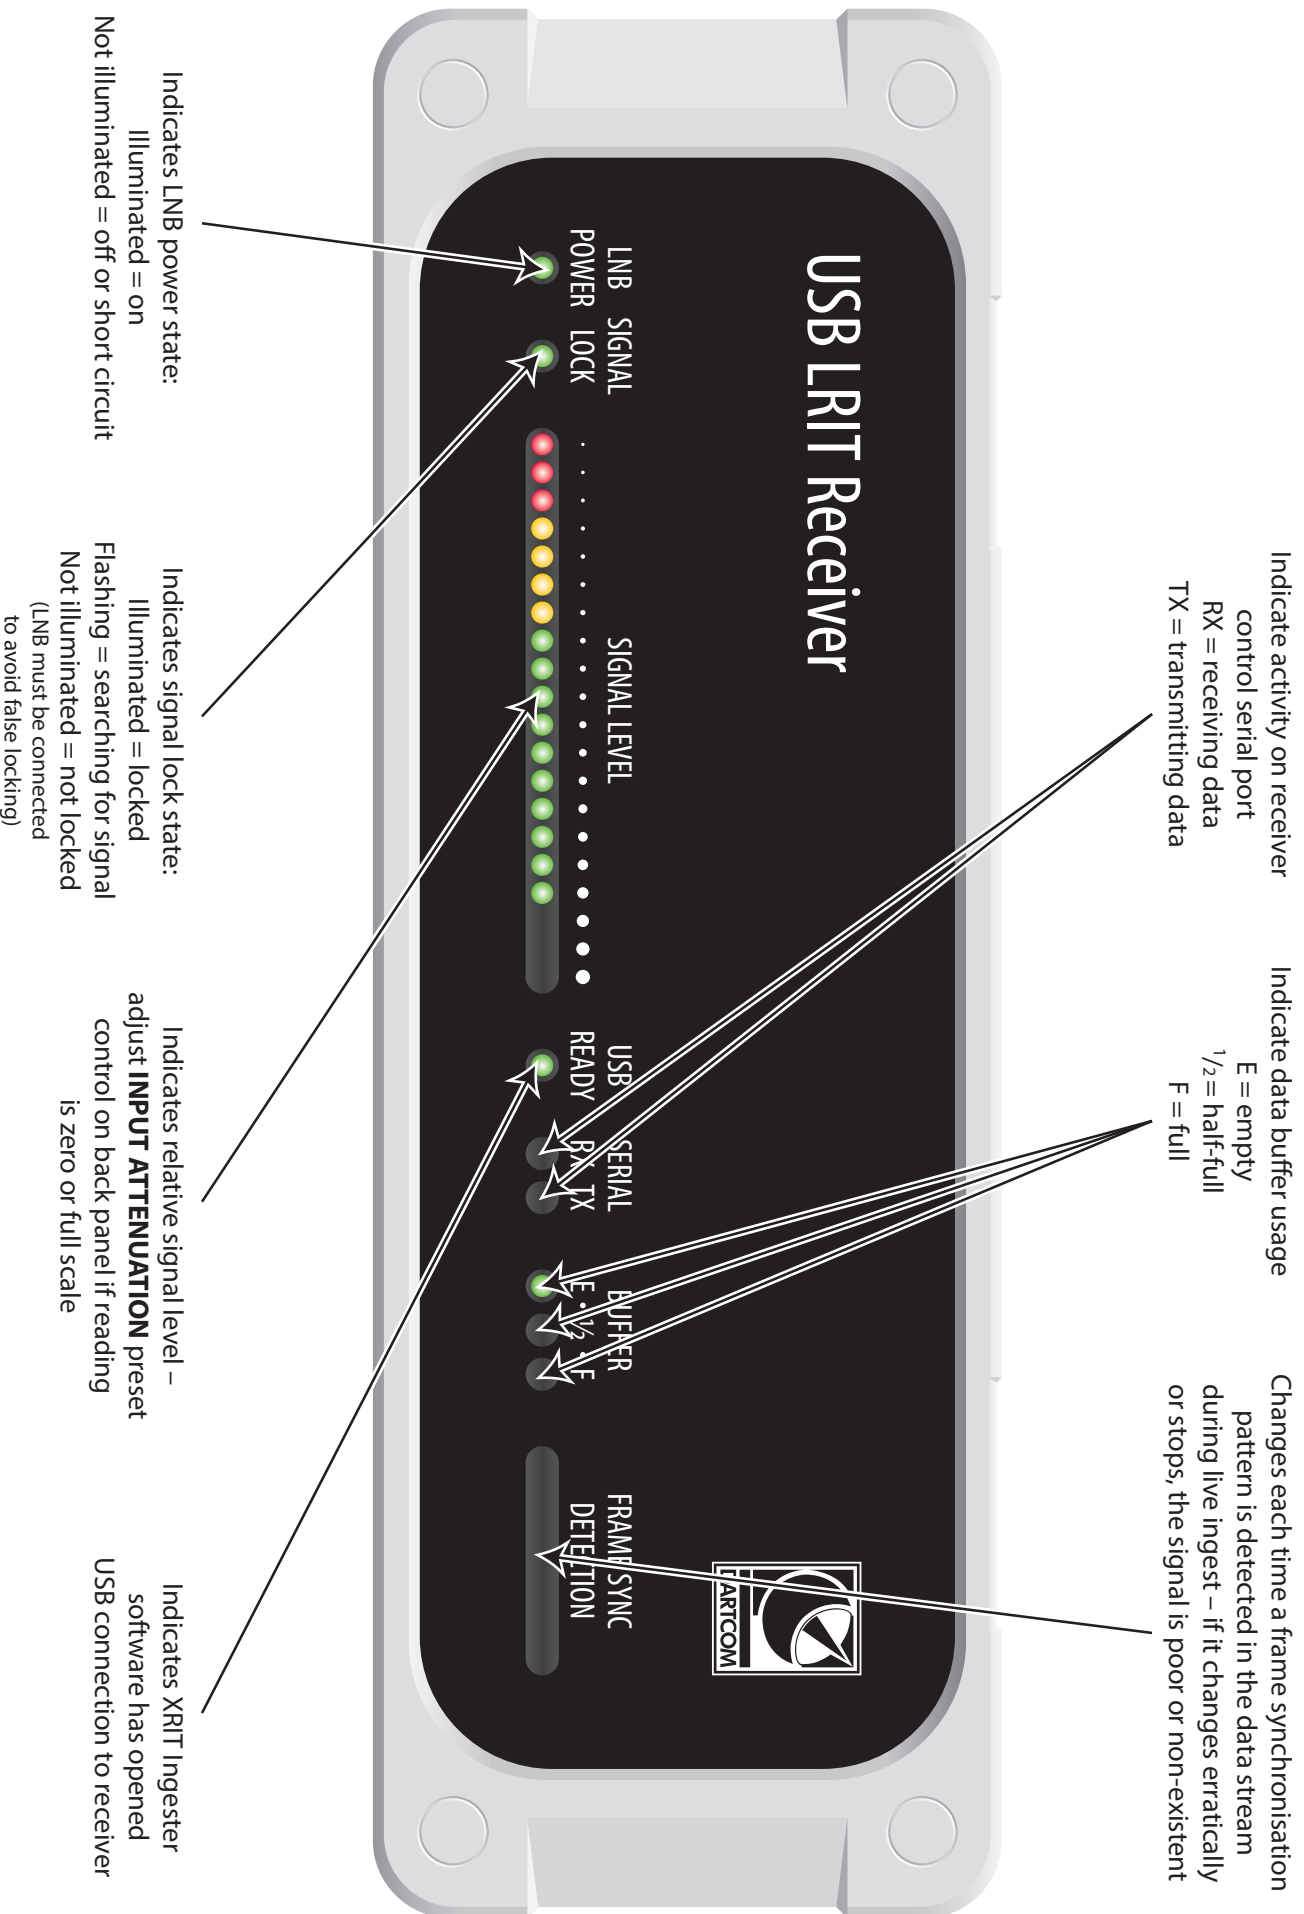 Indicate activity on receiver
control serial port
RX = receiving data
TX = transmitting data
Indicate data buffer usage
E = empty
1/2 = half-full
F = full
Changes each time a frame synchronisation
pattern is detected in the data stream
during live ingest – if it changes erratically
or stops, the signal is poor or non-existent
USB LRIT Receiver
DARTCOM
LNB
POWER
SIGNAL
LOCK
SIGNAL LEVEL
USB
READY
SERIAL
RX TX
BUFFER
E · ½ · F
FRAME SYNC
DETECTION
Indicates LNB power state:
Illuminated = on
Not illuminated = off or short circuit
Indicates signal lock state:
Illuminated = locked
Flashing = searching for signal
Not illuminated = not locked
(LNB must be connected
to avoid false locking)
Indicates relative signal level –
adjust INPUT ATTENUATION preset
control on back panel if reading
is zero or full scale
Indicates XRIT Ingester
software has opened
USB connection to receiver